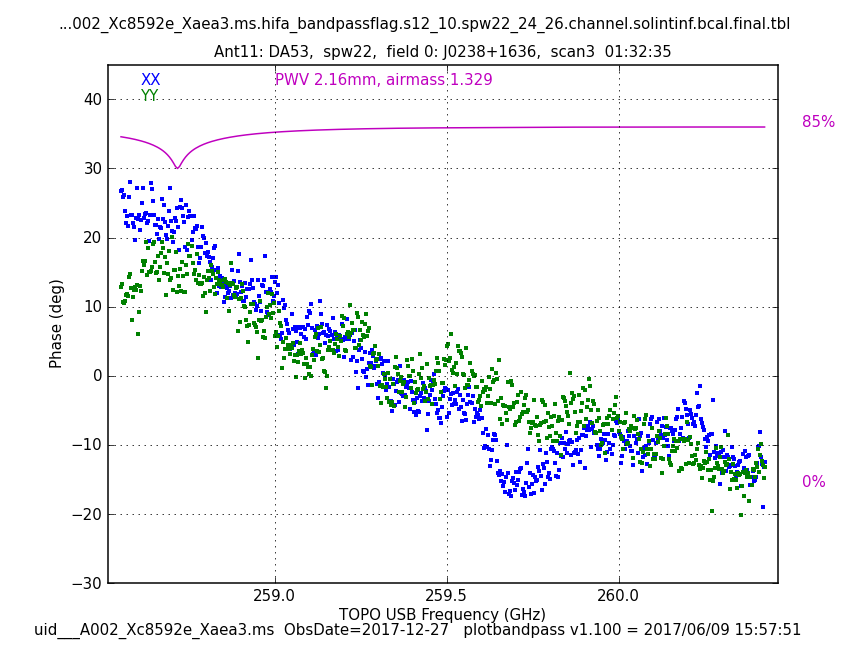 ...002_Xc8592e_Xaea3.ms.hifa_bandpassflag.s12_10.spw22_24_26.channel.solintinf.bcal.final.tbl
Ant11: DA53, spw22, field 0: J0238+1636, scan3 01:32:35
XX
PWV 2.16mm, airmass 1.329
YY
40
30
20
10
0
−10
−20
−30
85%
0%
Phase (deg)
259.0
259.5
260.0
TOPO USB Frequency (GHz)
uid___A002_Xc8592e_Xaea3.ms ObsDate=2017-12-27 plotbandpass v1.100 = 2017/06/09 15:57:51